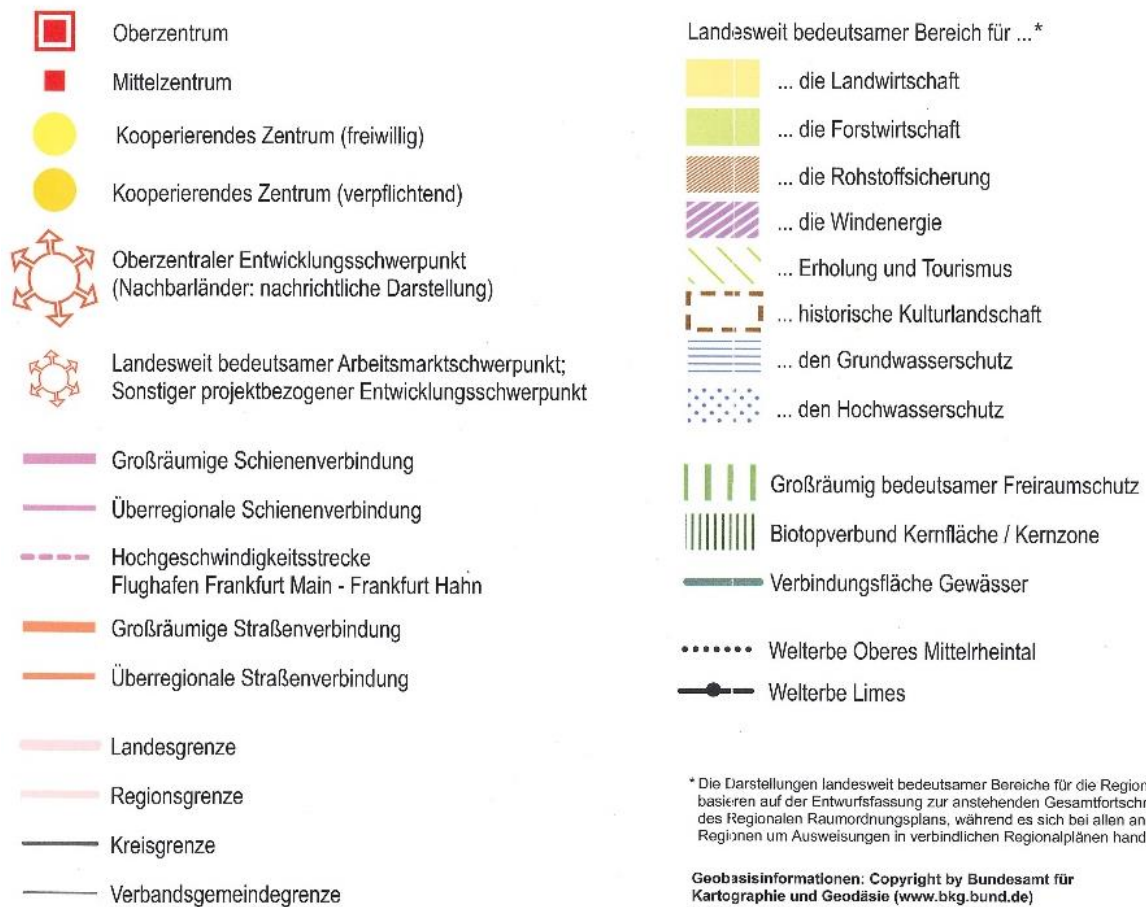 Oberzentrum
Mittelzentrum
Kooperierendes Zentrum (freiwillig)
Kooperierendes Zentrum (verpflichtend)
Oberzentraler Entwicklungsschwerpunkt
(Nachbarländer: nachrichtliche Darstellung)
Landesweit bedeutsamer Arbeitsmarktschwerpunkt;
Sonstiger projektbezogener Entwicklungsschwerpunkt
Großräumige Schienenverbindung
Überregionale Schienenverbindung
Hochgeschwindigkeitsstrecke
Flughafen Frankfurt Main - Frankfurt Hahn
Großräumige Straßenverbindung
Überregionale Straßenverbindung
Landesgrenze
Regionsgrenze
Kreisgrenze
Verbandsgemeindegrenze
Landesweit bedeutsamer Bereich für ...*
... die Landwirtschaft
... die Forstwirtschaft
... die Rohstoffsicherung
... die Windenergie
... Erholung und Tourismus
... historische Kulturlandschaft
... den Grundwasserschutz
... den Hochwasserschutz
Großräumig bedeutsamer Freiraumschutz
Biotopverbund Kernfläche / Kernzone
Verbindungsfläche Gewässer
Welterbe Oberes Mittelrheintal
Welterbe Limes
* Die Darstellungen landesweit bedeutsamer Bereiche für die Region
basieren auf der Entwurfsfassung zur anstehenden
des Regionalen Raumordnungsplans, während es sich bei allen
Regionen um Ausweisungen in verbindlichen Regionalplänen
Geobasisinformationen: Copyright by Bundesamt für
Kartographie und Geodäsie (www.bkg.bund.de)